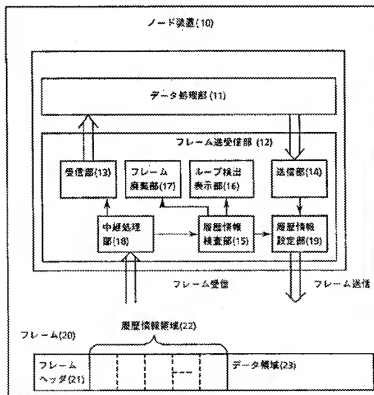 ノード装置(10)
データ処理部(11)
フレーム送受信部(12)
受信部(13)
フレーム
廃棄部(17)
ループ検出
表示部(16)
送信部(14)
中継処理
部(18)
履歴情報
検査部(15)
履歴情報
設定部(19)
フレーム受信
フレーム送信
フレーム(20)
履歴情報領域(22)
フレーム
ヘッダ(21)
データ領域(23)